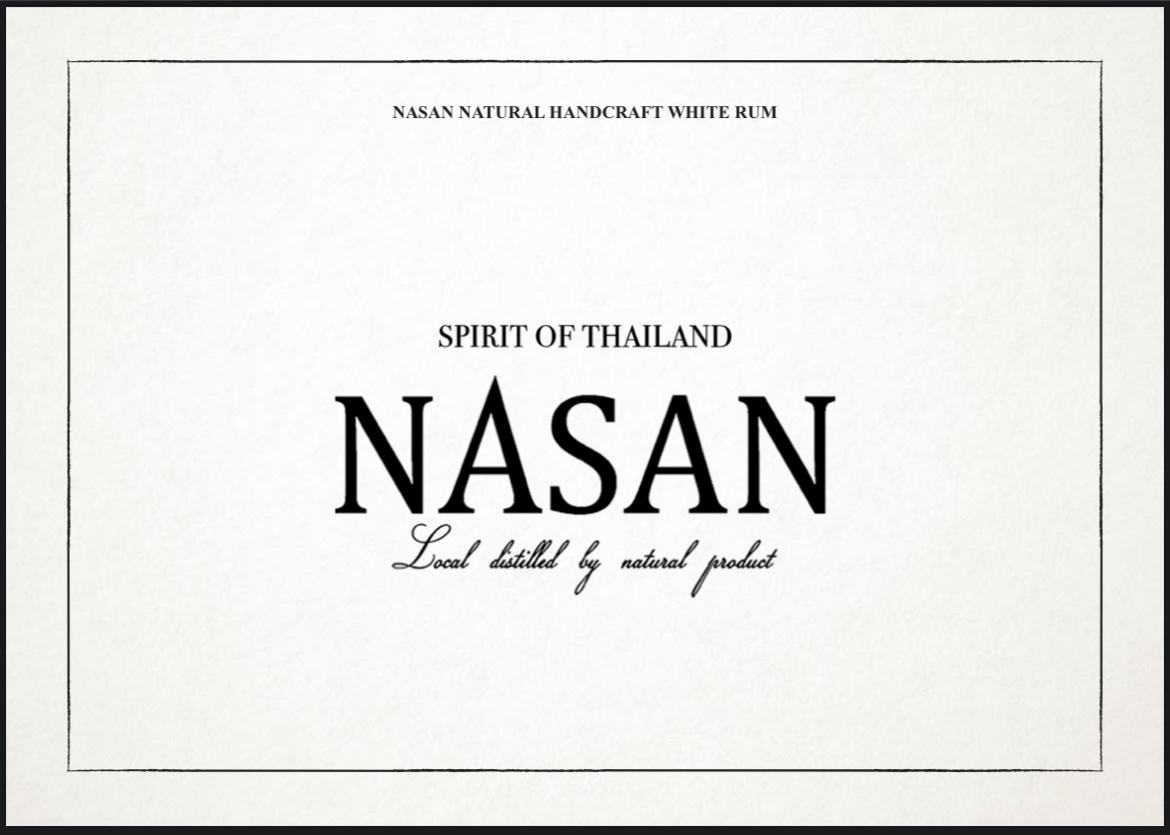 NASAN NATURAL HANDCRAFT WHITE RUM
SPIRIT OF THAILAND
NASAN
Local distilled by natural product